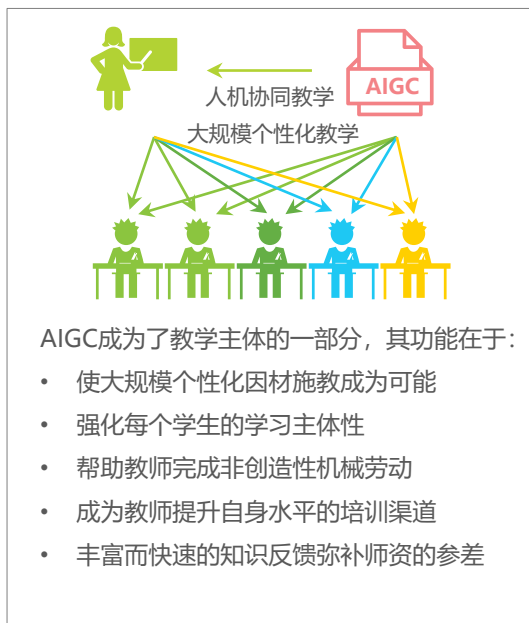 AIGC
人机协同教学
大规模个性化教学
AIGC成为了教学主体的一部分，其功能在于：
• 使大规模个性化因材施教成为可能
• 强化每个学生的学习主体性
• 帮助教师完成非创造性机械劳动
• 成为教师提升自身水平的培训渠道
• 丰富而快速的知识反馈弥补师资的参差